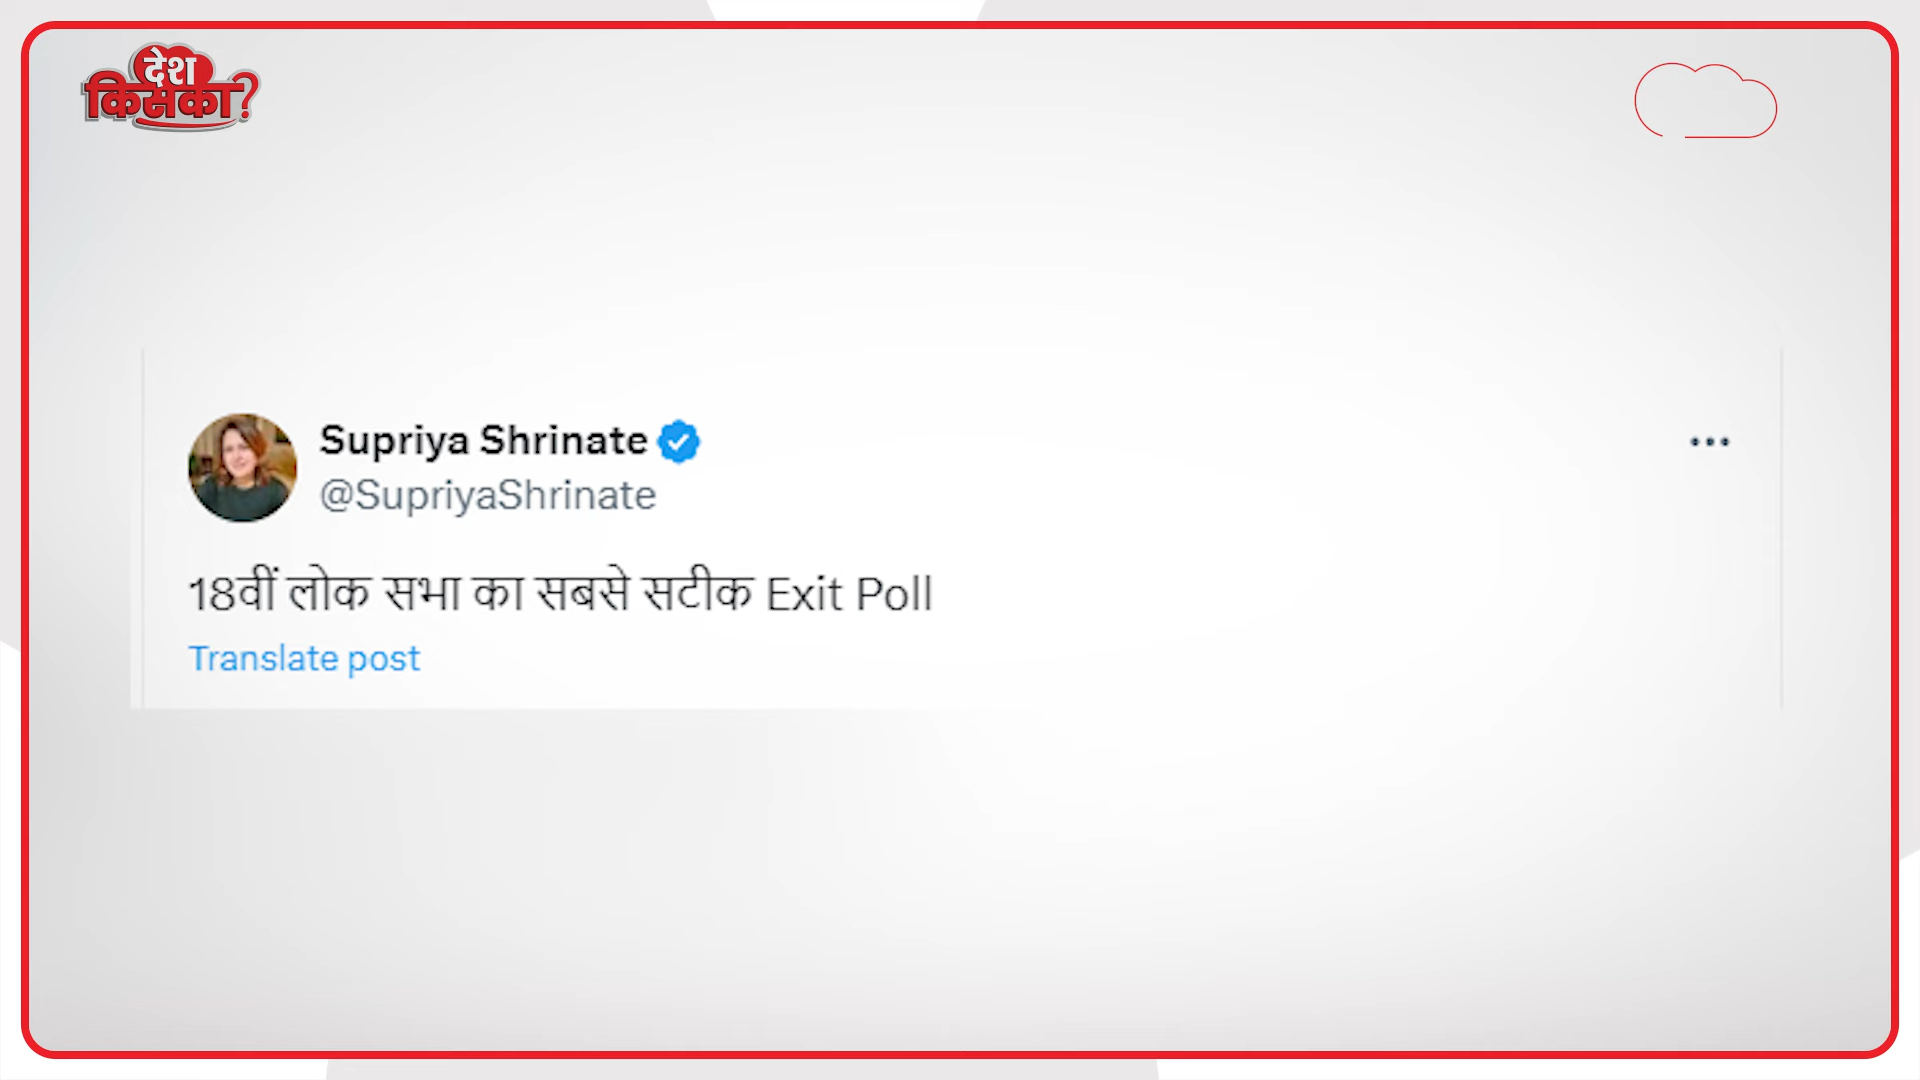 देश
किसका?
Supriya Shrinate
@SupriyaShrinate
18वीं लोक सभा का सबसे सटीक Exit Poll
Translate post